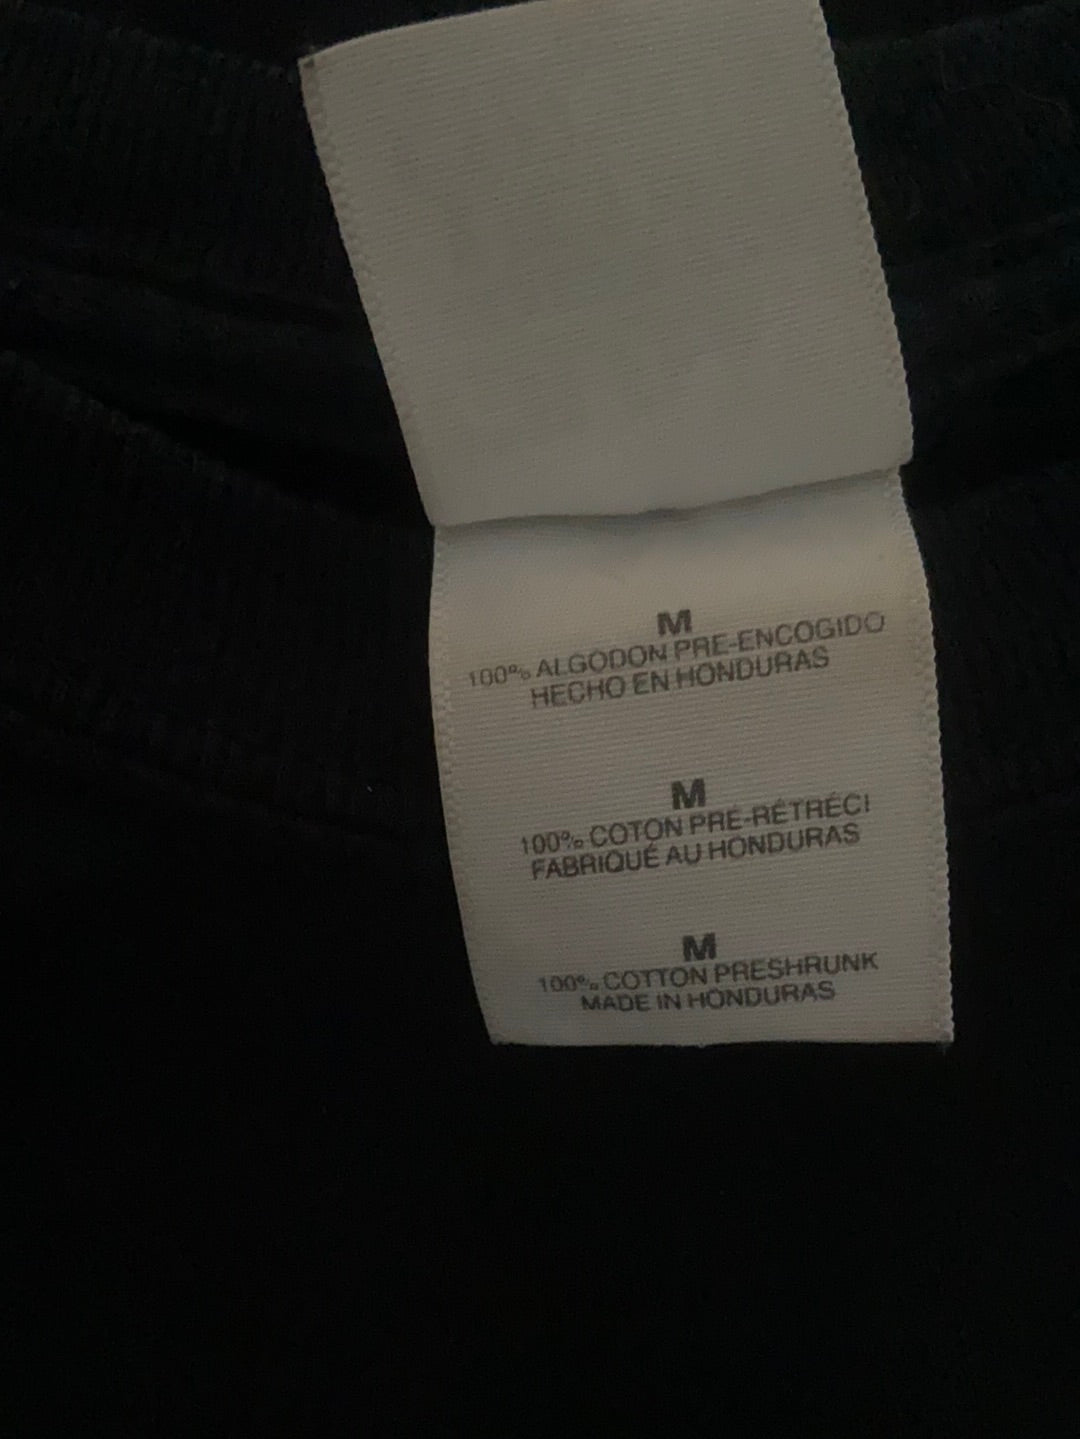 M
100% ALGODON PRE-ENCOGIDO
HECHO EN HONDURAS
M
100% COTON PRÉ-RÉTRÉCI
FABRIQUÉ AU HONDURAS
M
100% COTTON PRESHRUNK
MADE IN HONDURAS